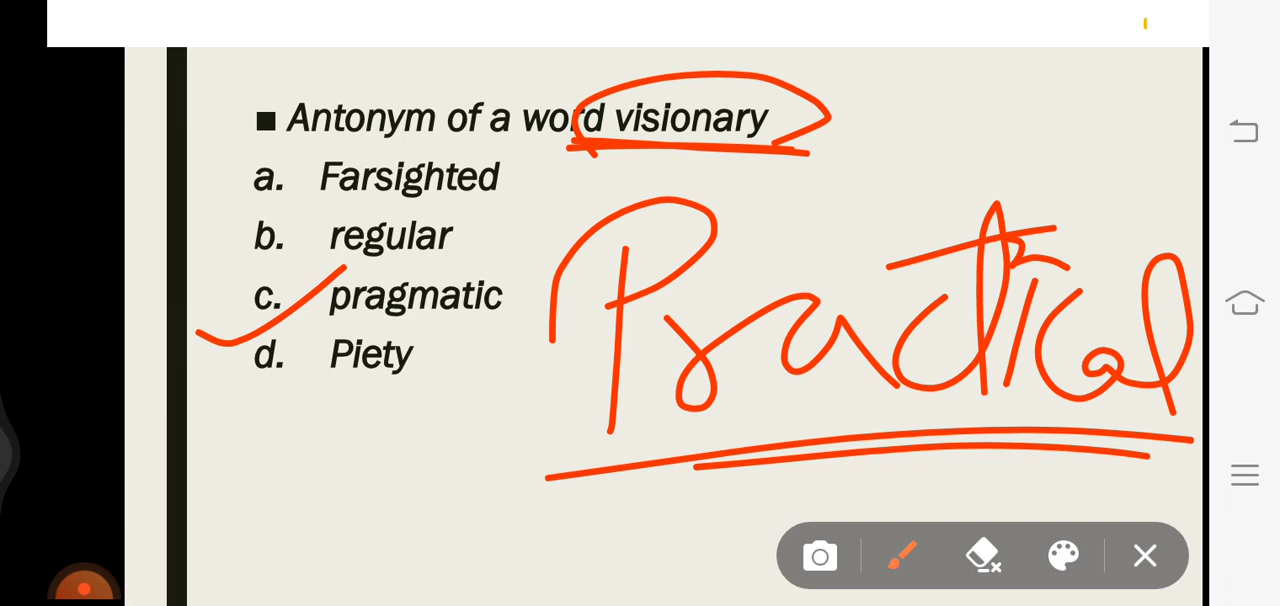 ■ Antonym of a word visionary
a. Farsighted
b. regular
c. pragmatic
d. Piety
Practical